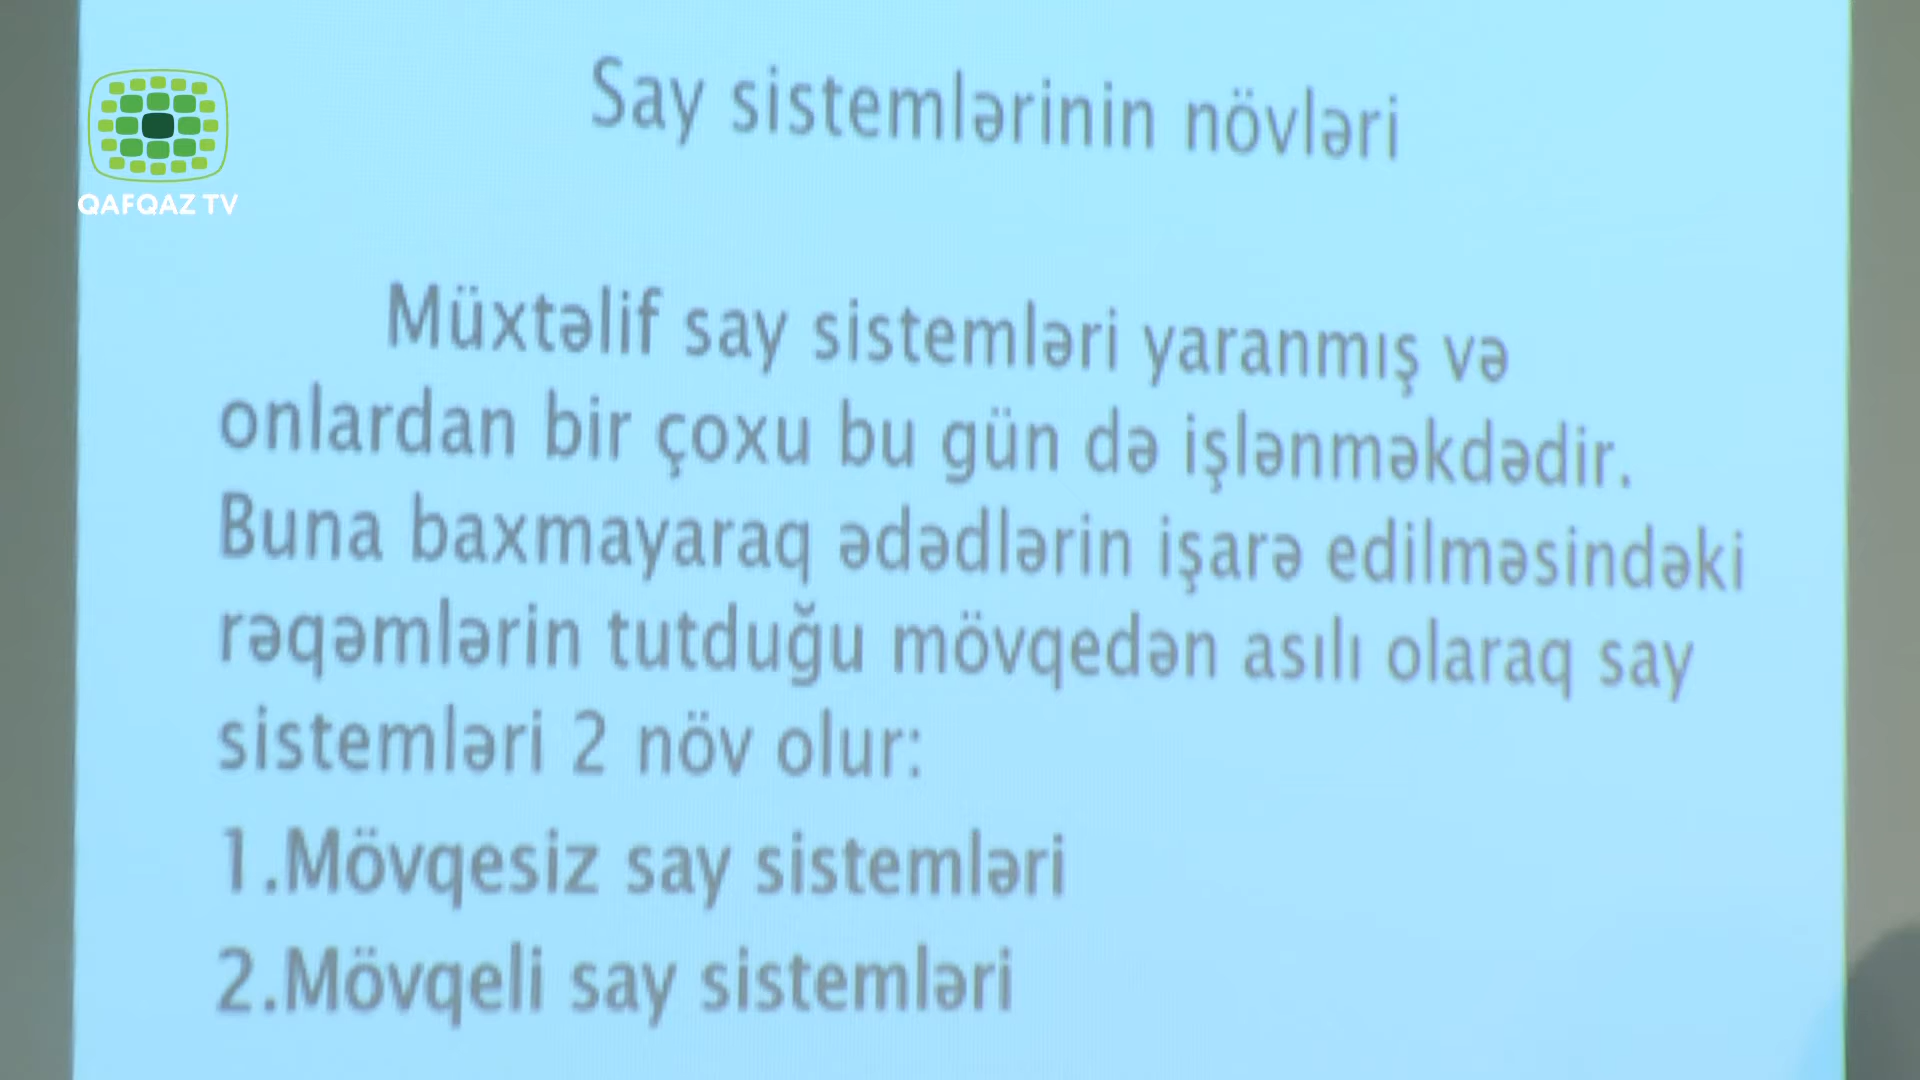 QAFQAZ TV
Say sistemlərinin növləri
Müxtəlif say sistemləri yaranmış və
onlardan bir çoxu bu gün də işlənməkdədir.
Buna baxmayaraq ədədlərin işarə edilməsindəki
rəqəmlərin tutduğu mövqedən asılı olaraq say
sistemləri 2 növ olur:
1.Mövqesiz say sistemləri
2.Mövqeli say sistemləri